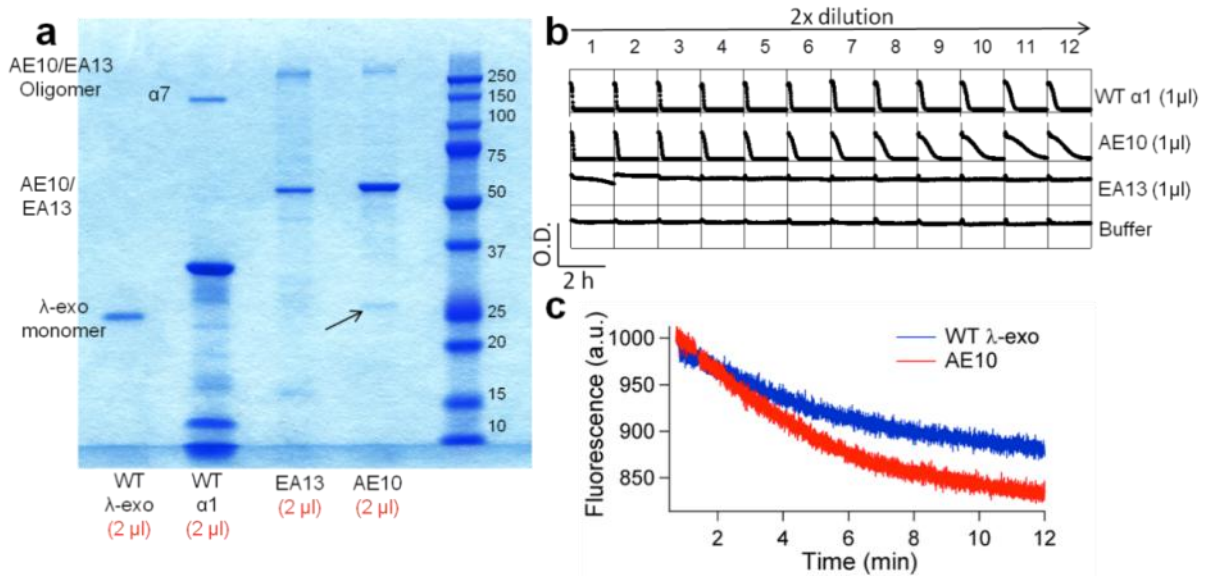 a
AE10/EA13
Oligomer
α7
AE10/
EA13
λ-exo
monomer
250
150
100
75
50
37
25
20
15
10
WT
λ-exo
(2 µl)
WT
α1
(2 µl)
EA13
(2 µl)
AE10
(2 µl)
b
2x dilution
1 2 3 4 5 6 7 8 9 10 11 12
WT α1 (1µl)
AE10 (1µl)
EA13 (1µl)
Buffer
O.D.
2 h
c
Fluorescence (a.u.)
1000
950
900
850
WT λ-exo
AE10
2 4 6 8 10 12
Time (min)